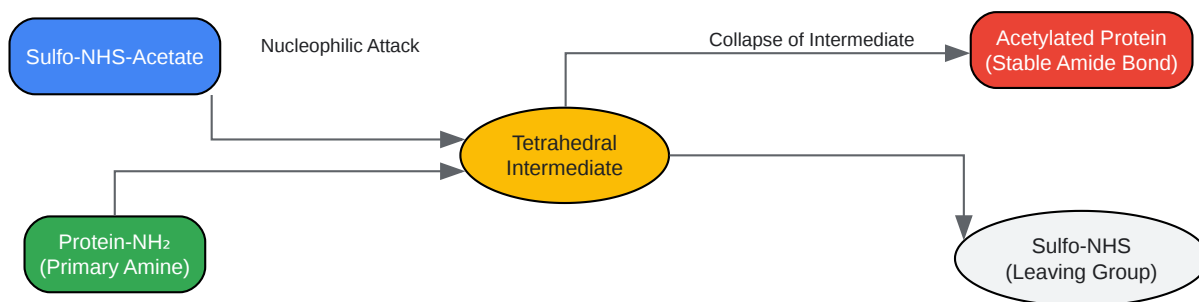 Sulfo-NHS-Acetate
Nucleophilic Attack
Collapse of Intermediate
Acetylated Protein
(Stable Amide Bond)
Tetrahedral
Intermediate
Protein-NH₂
(Primary Amine)
Sulfo-NHS
(Leaving Group)